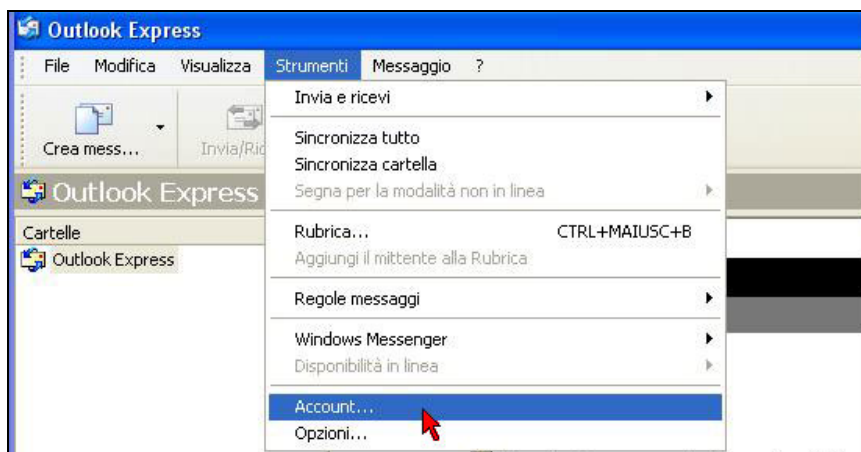 Outlook Express
File Modifica Visualizza Strumenti Messaggio ?
Crea mess... Invia/Ric
Outlook Express
Cartelle
Outlook Express
Invia e ricevi
Sincronizza tutto
Sincronizza cartella
Segna per la modalità non in linea
Rubrica... CTRL+MAIUSC+B
Aggiungi il mittente alla Rubrica
Regole messaggi
Windows Messenger
Disponibilità in linea
Account...
Opzioni...